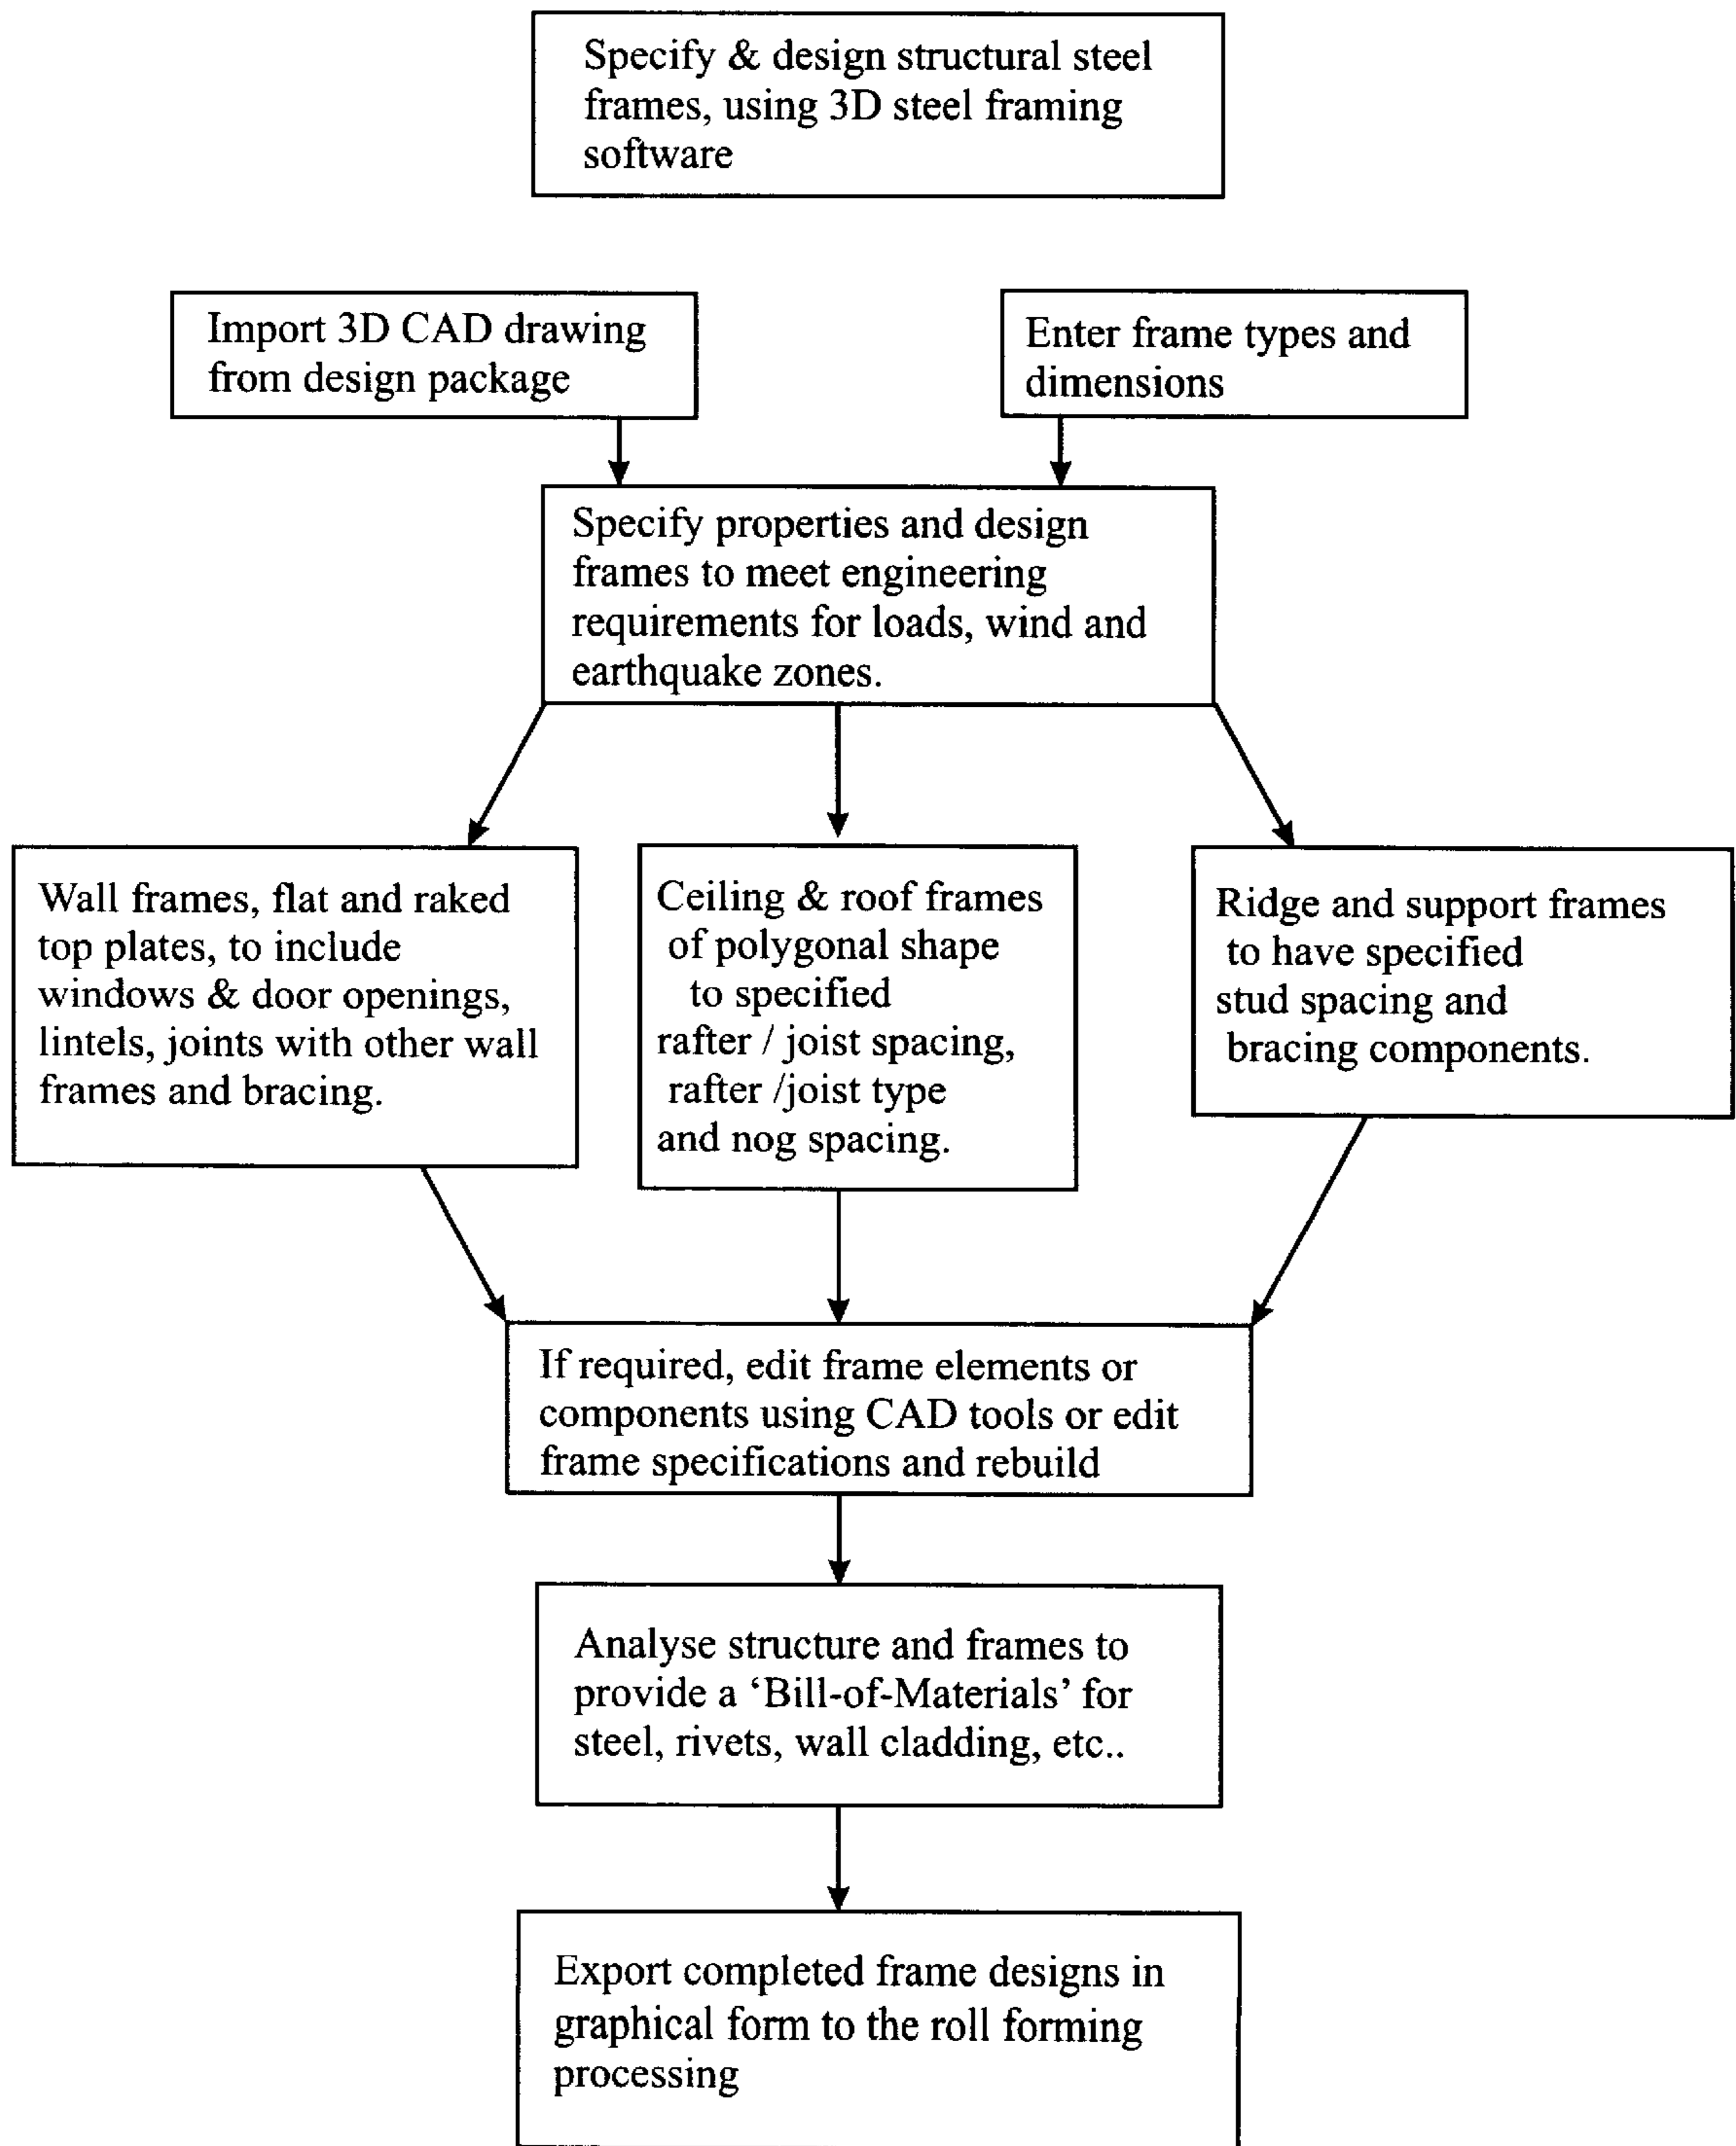 Specify & design structural steel
frames, using 3D steel framing
software
Import 3D CAD drawing
from design package
Enter frame types and
dimensions
Specify properties and design
frames to meet engineering
requirements for loads, wind and
earthquake zones.
Wall frames, flat and raked
top plates, to include
windows & door openings,
lintels, joints with other wall
frames and bracing.
Ceiling & roof frames
of polygonal shape
to specified
rafter / joist spacing,
rafter /joist type
and nog spacing.
Ridge and support frames
to have specified
stud spacing and
bracing components.
If required, edit frame elements or
components using CAD tools or edit
frame specifications and rebuild
Analyse structure and frames to
provide a ‘Bill-of-Materials’ for
steel, rivets, wall cladding, etc..
Export completed frame designs in
graphical form to the roll forming
processing